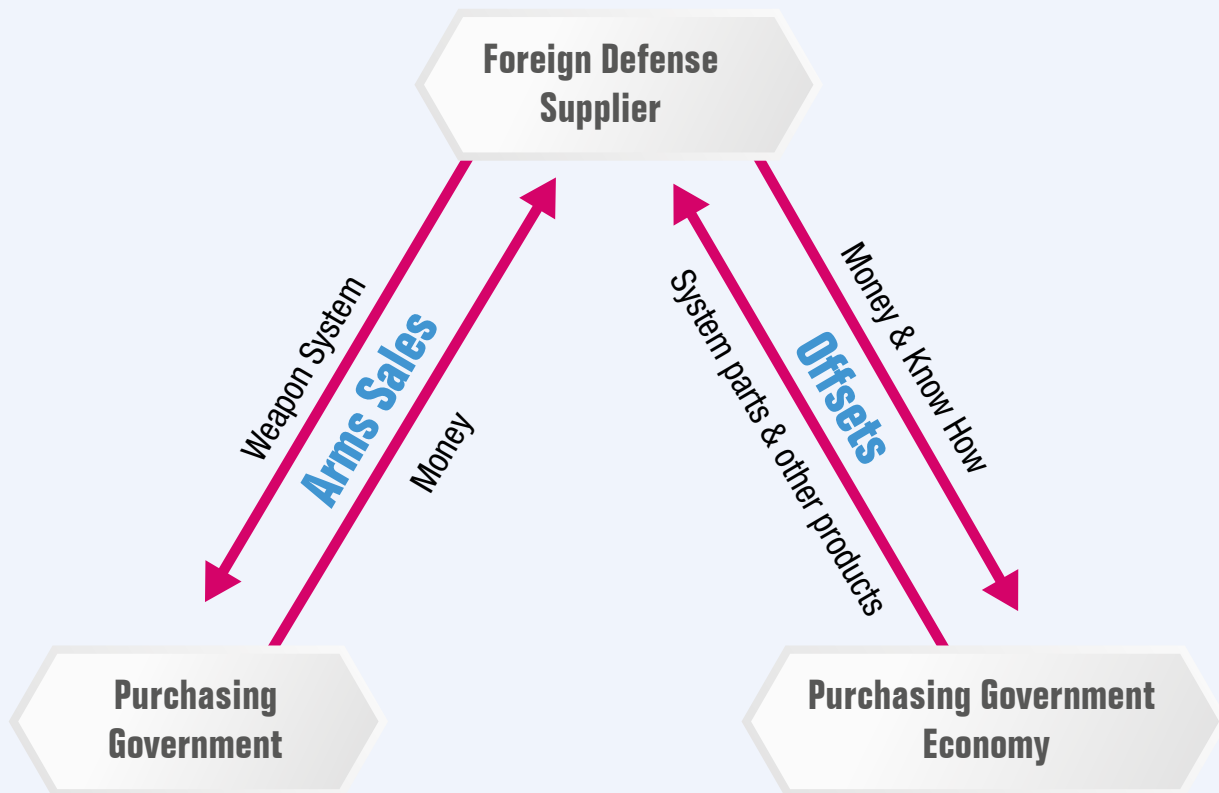 Foreign Defense
Supplier
Weapon System
Arms Sales
Money
System parts & other products
Offsets
Money & Know How
Purchasing
Government
Purchasing Government
Economy